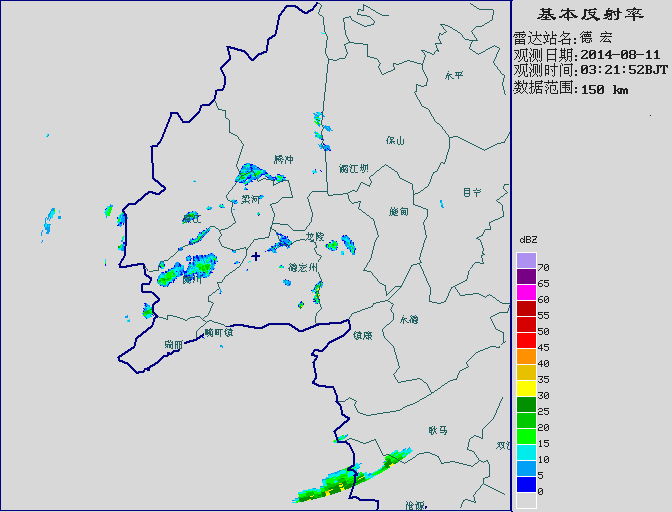 基本反射率
雷达站名:德 宏
观测日期:2014-08-11
观测时间:03:21:52BJT
数据范围:150 km
永平
保山
腾冲
潞江坝
昌宁
梁河
施甸
盈江
龙陵
德宏州
陇川
永德
畹町镇
镇康
瑞丽
耿马
双江
沧源
dBZ
70
65
60
55
50
45
40
35
30
25
20
15
10
5
0